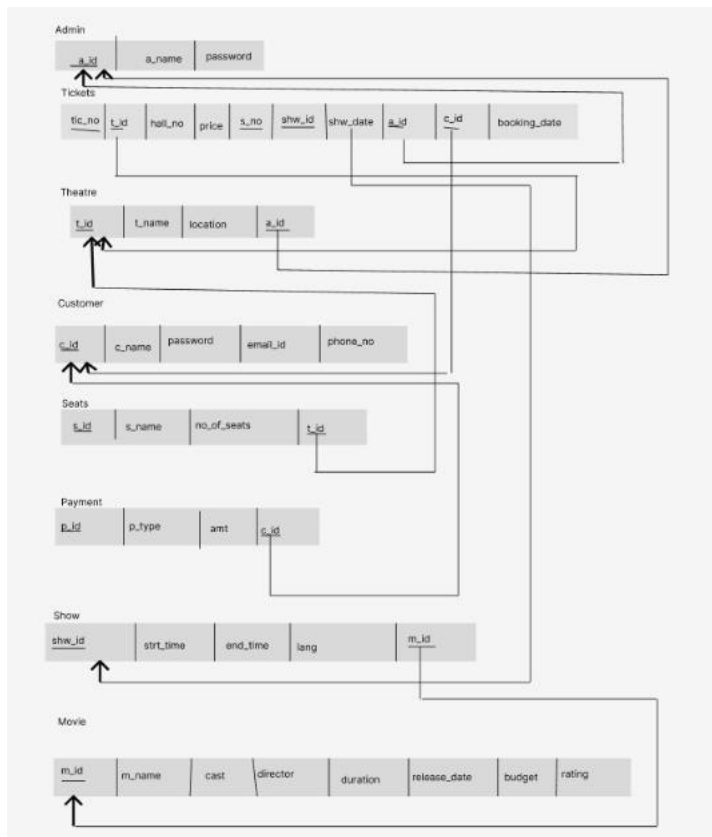 Admin
a_id a_name password
Tickets
tic_no t_id hall_no price s_no shw_id shw_date a_id c_id booking_date
Theatre
t_id t_name location a_id
Customer
c_id c_name password email_id phone_no
Seats
s_id s_name no_of_seats t_id
Payment
p_id p_type amt c_id
Show
shw_id strt_time end_time lang m_id
Movie
m_id m_name cast director duration release_date budget rating